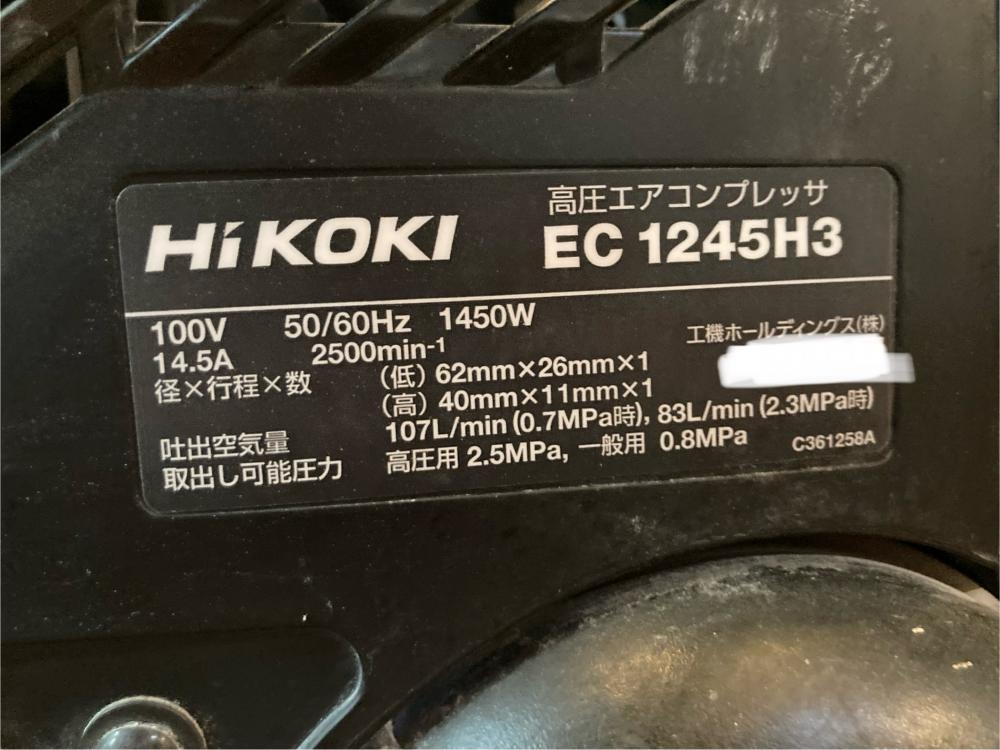 HiKOKI
高圧エアコンプレッサ
EC 1245H3
100V 50/60Hz 1450W
14.5A 2500min-1
工機ホールディングス(株)
径×行程×数 (低) 62mm×26mm×1
(高) 40mm×11mm×1
吐出空気量 107L/min (0.7MPa時), 83L/min (2.3MPa時)
取出し可能圧力 高圧用 2.5MPa, 一般用 0.8MPa
C361258A